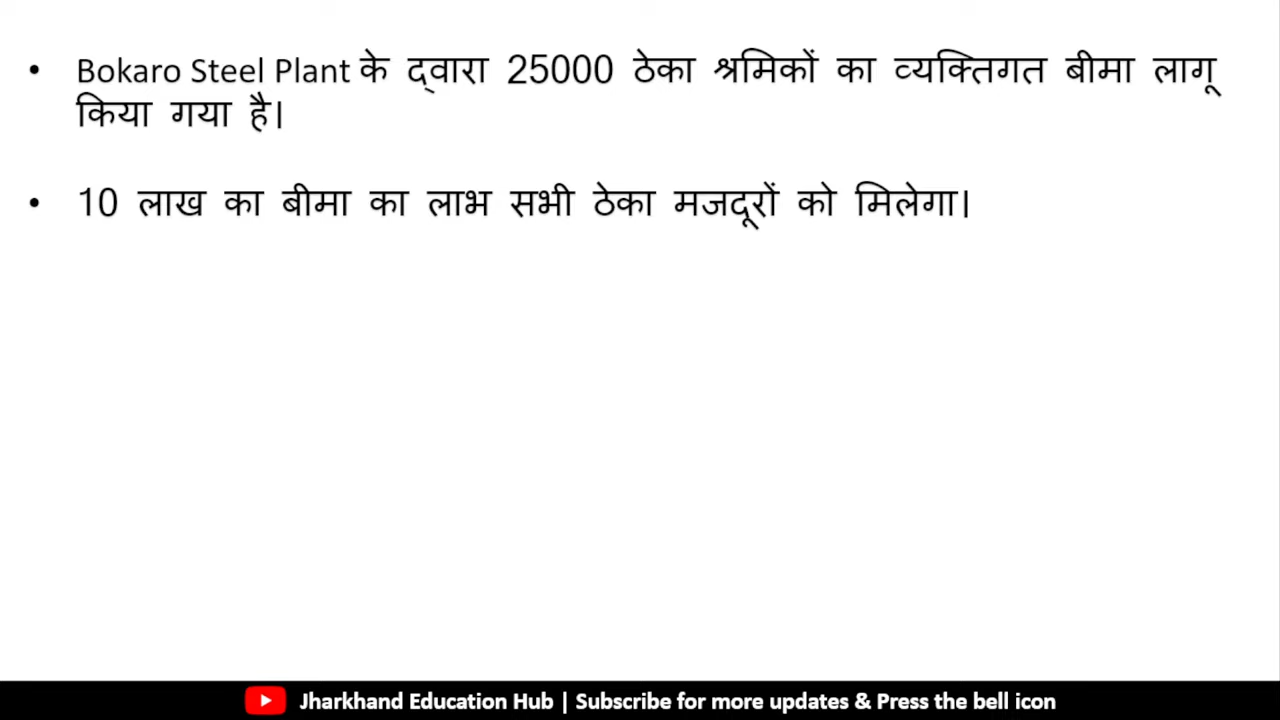 • Bokaro Steel Plant के द्वारा 25000 ठेका श्रमिकों का व्यक्तिगत बीमा लागू
किया गया है।
• 10 लाख का बीमा का लाभ सभी ठेका मजदूरों को मिलेगा।
Jharkhand Education Hub | Subscribe for more updates & Press the bell icon